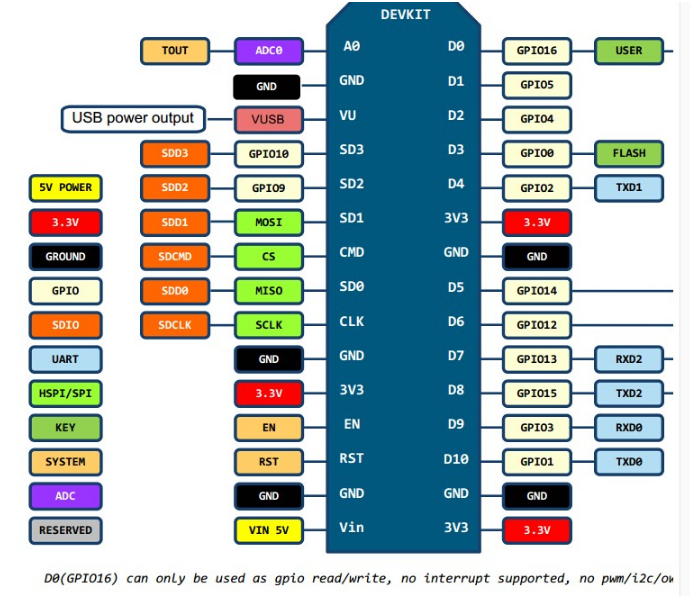 DEVKIT
TOUT ADC0 A0 D0 GPIO16 USER
GND GND D1 GPIO5
USB power output VUSB VU D2 GPIO4
SDD3 GPIO10 SD3 D3 GPIO0 FLASH
5V POWER SDD2 GPIO9 SD2 D4 GPIO2 TXD1
3.3V SDD1 MOSI SD1 3V3 3.3V
GROUND SDCMD CS CMD GND GND
GPIO SDD0 MISO SD0 D5 GPIO14
SDIO SDCLK SCLK CLK D6 GPIO12
UART GND GND D7 GPIO13 RXD2
HSPI/SPI 3.3V 3V3 D8 GPIO15 TXD2
KEY EN EN D9 GPIO3 RXD0
SYSTEM RST RST D10 GPIO1 TXD0
ADC GND GND GND GND
RESERVED VIN 5V Vin 3V3 3.3V
D0(GPIO16) can only be used as gpio read/write, no interrupt supported, no pwm/i2c/ow